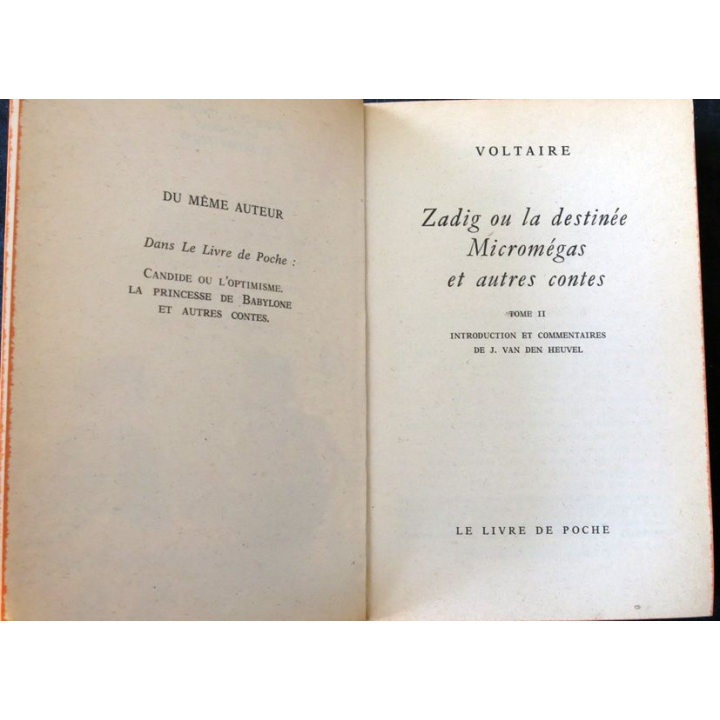 DU MÊME AUTEUR
Dans Le Livre de Poche :
CANDIDE OU L'OPTIMISME.
LA PRINCESSE DE BABYLONE
ET AUTRES CONTES.
VOLTAIRE
Zadig ou la destinée
Micromégas
et autres contes
TOME II
INTRODUCTION ET COMMENTAIRES
DE J. VAN DEN HEUVEL
LE LIVRE DE POCHE